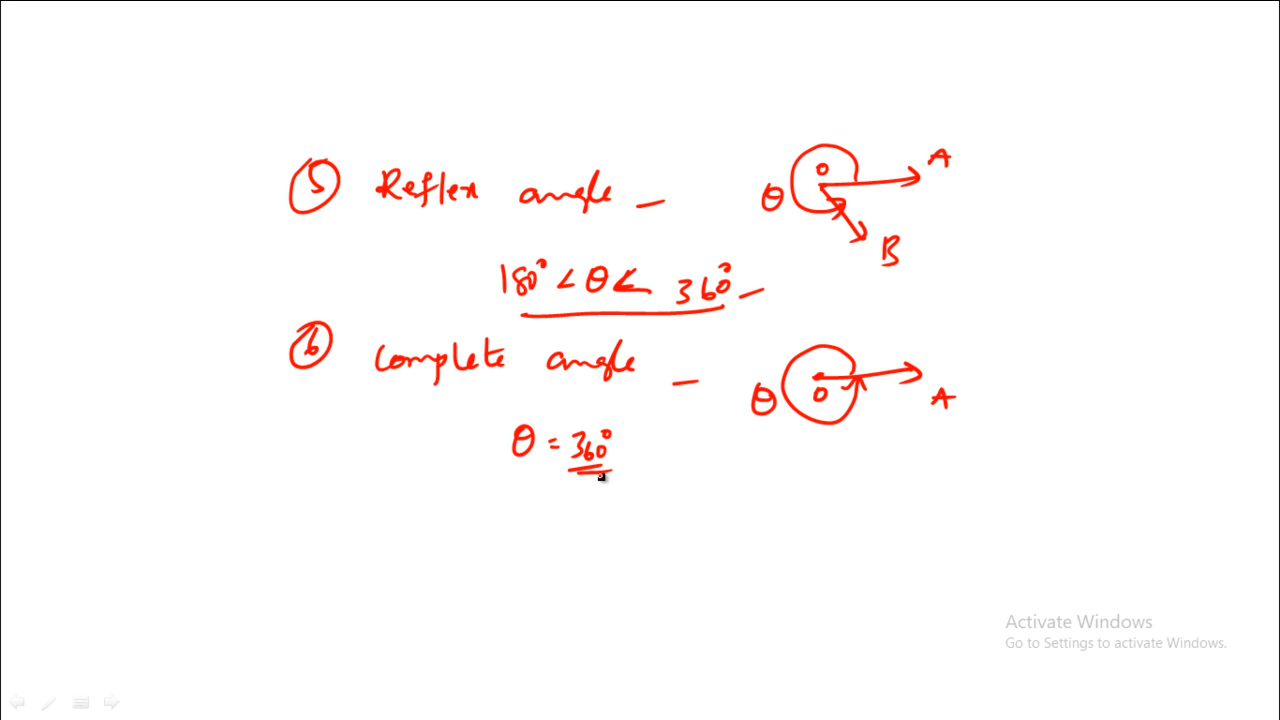 ⑤ Reflex angle –
O A
θ
B
180° < θ < 360° –
⑥ Complete angle –
θ O A
θ = 360°
Activate Windows
Go to Settings to activate Windows.